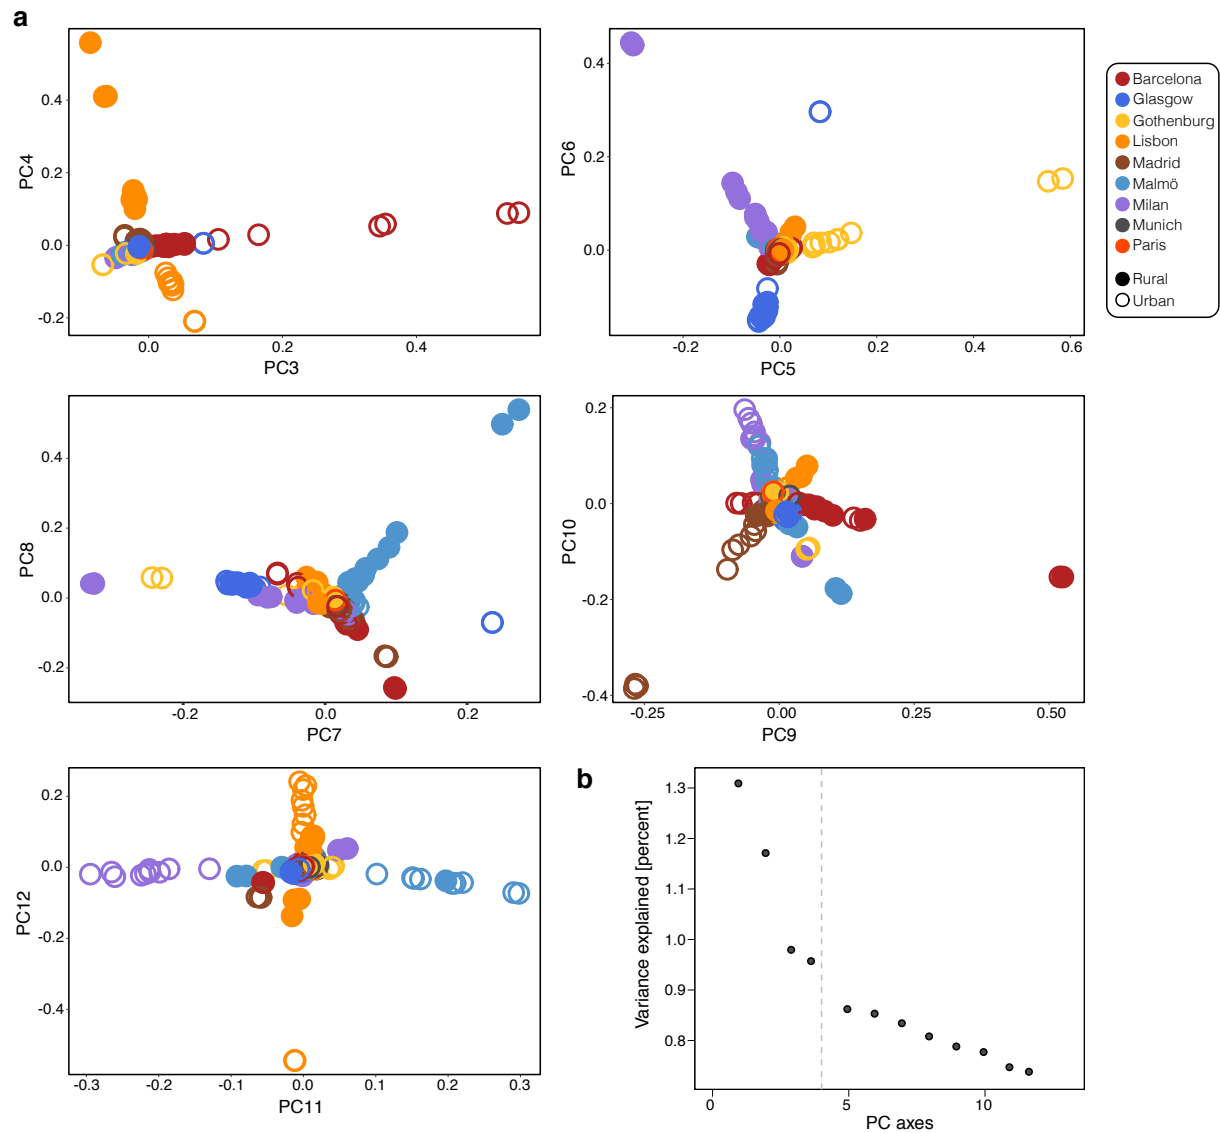 a
0.4
0.2
0.0
-0.2
PC4
0.0
0.2
0.4
PC3
0.4
0.2
0.0
PC6
-0.2
0.0
0.2
0.4
0.6
PC5
Barcelona
Glasgow
Gothenburg
Lisbon
Madrid
Malmö
Milan
Munich
Paris
Rural
Urban
0.4
0.2
0.0
-0.2
PC8
-0.2
0.0
0.2
PC7
0.2
0.0
-0.2
-0.4
PC10
-0.25
0.00
0.25
0.50
PC9
0.2
0.0
-0.2
-0.4
PC12
-0.3
-0.2
-0.1
0.0
0.1
0.2
0.3
PC11
b
1.3
1.2
1.1
1.0
0.9
0.8
Variance explained [percent]
0
5
10
PC axes